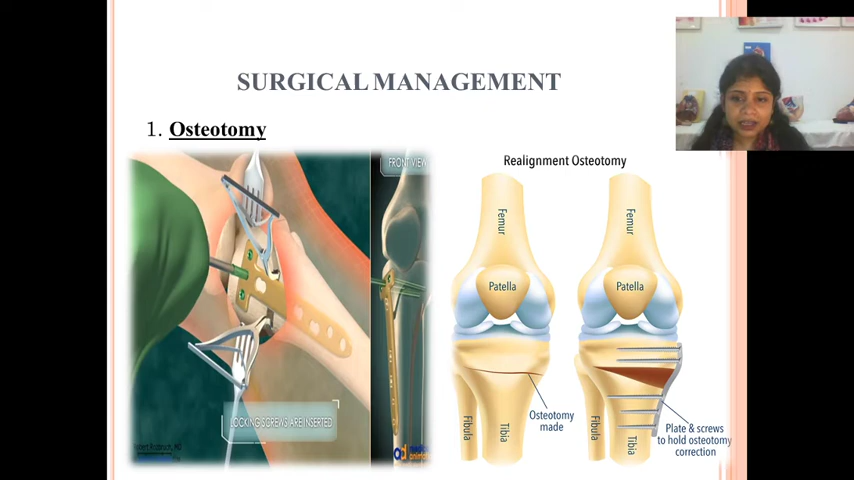 SURGICAL MANAGEMENT
1. Osteotomy
FRONT VIEW
LOCKING SCREWS ARE INSERTED
Realignment Osteotomy
Femur
Femur
Patella
Patella
Osteotomy
made
Fibula
Tibia
Fibula
Tibia
Plate & screws
to hold osteotomy
correction